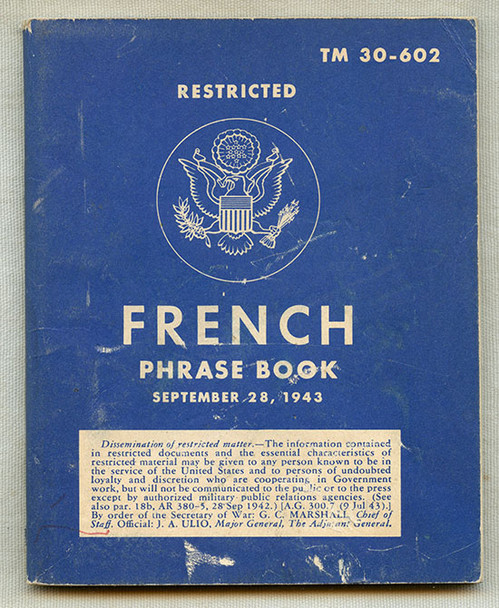 TM 30-602
RESTRICTED
FRENCH
PHRASE BOOK
SEPTEMBER 28, 1943
Dissemination of restricted matter.—The information contained
in restricted documents and the essential characteristics of
restricted material may be given to any person known to be in
the service of the United States and to persons of undoubted
loyalty and discretion who are cooperating in Government
work, but will not be communicated to the public or to the press
except by authorized military public relations agencies. (See
also par. 18b, AR 380-5, 28 Sep 1942.) [A.G. 300.7 (9 Jul 43).]
By order of the Secretary of War: G. C. MARSHALL, Chief of
Staff. Official: J. A. ULIO, Major General, The Adjutant General.